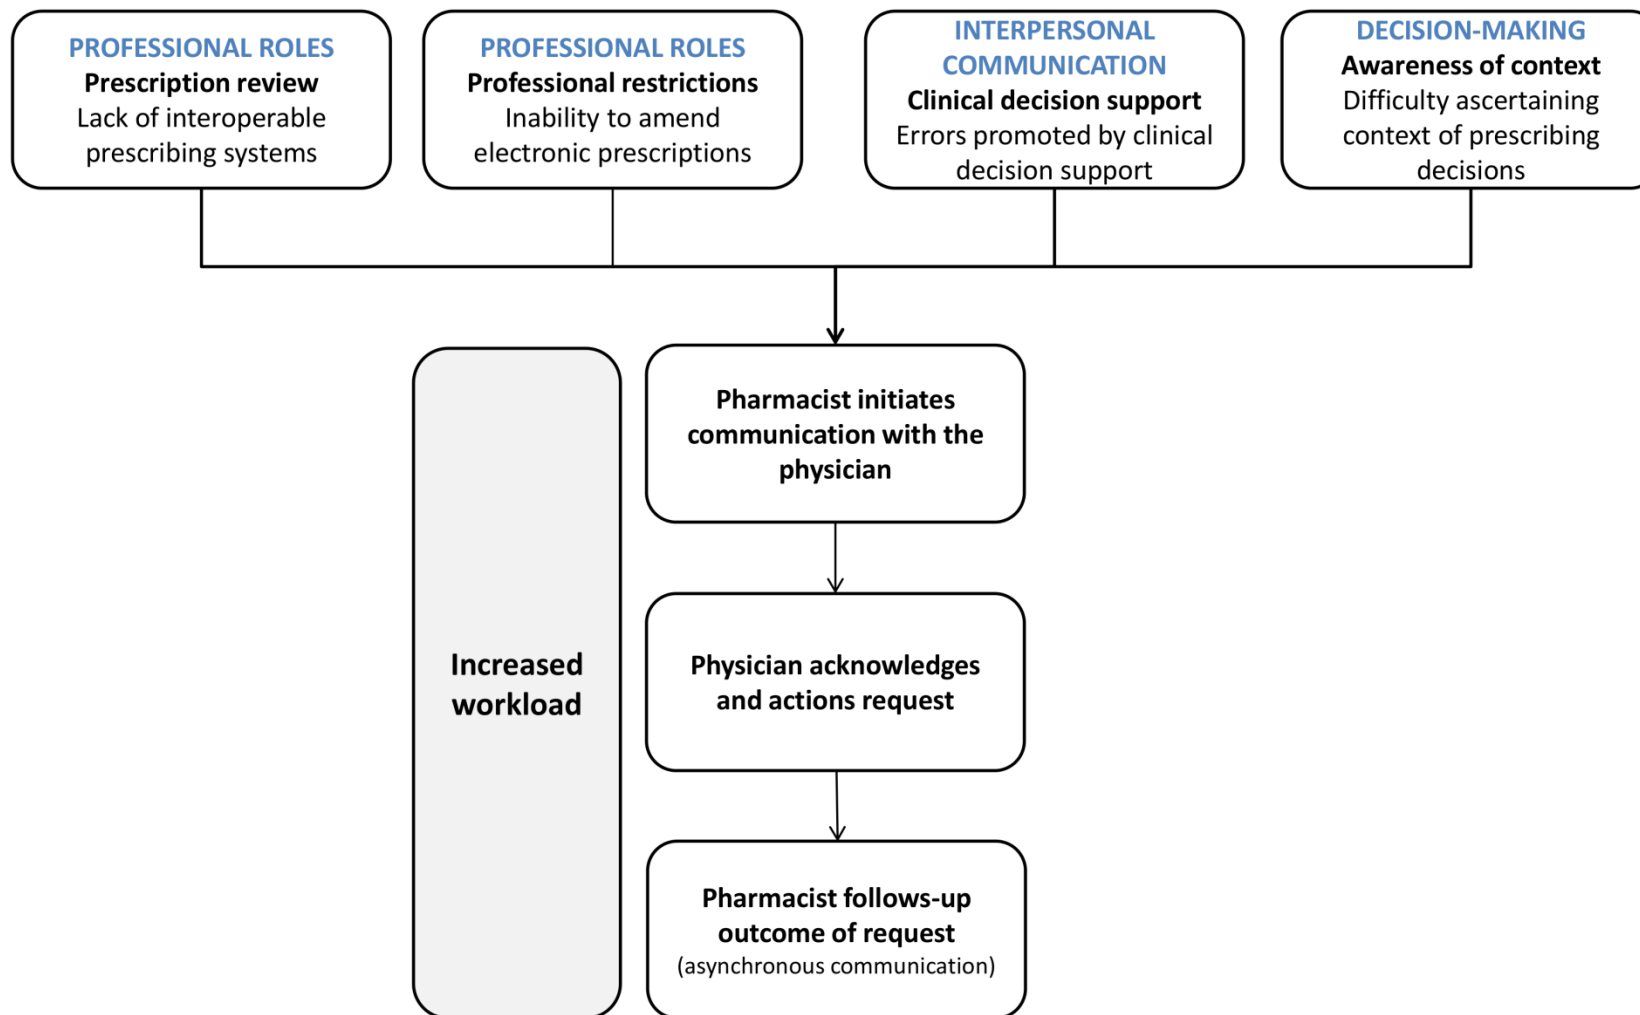 PROFESSIONAL ROLES
Prescription review
Lack of interoperable
prescribing systems
PROFESSIONAL ROLES
Professional restrictions
Inability to amend
electronic prescriptions
INTERPERSONAL
COMMUNICATION
Clinical decision support
Errors promoted by clinical
decision support
DECISION-MAKING
Awareness of context
Difficulty ascertaining
context of prescribing
decisions
Pharmacist initiates
communication with the
physician
Increased
workload
Physician acknowledges
and actions request
Pharmacist follows-up
outcome of request
(asynchronous communication)